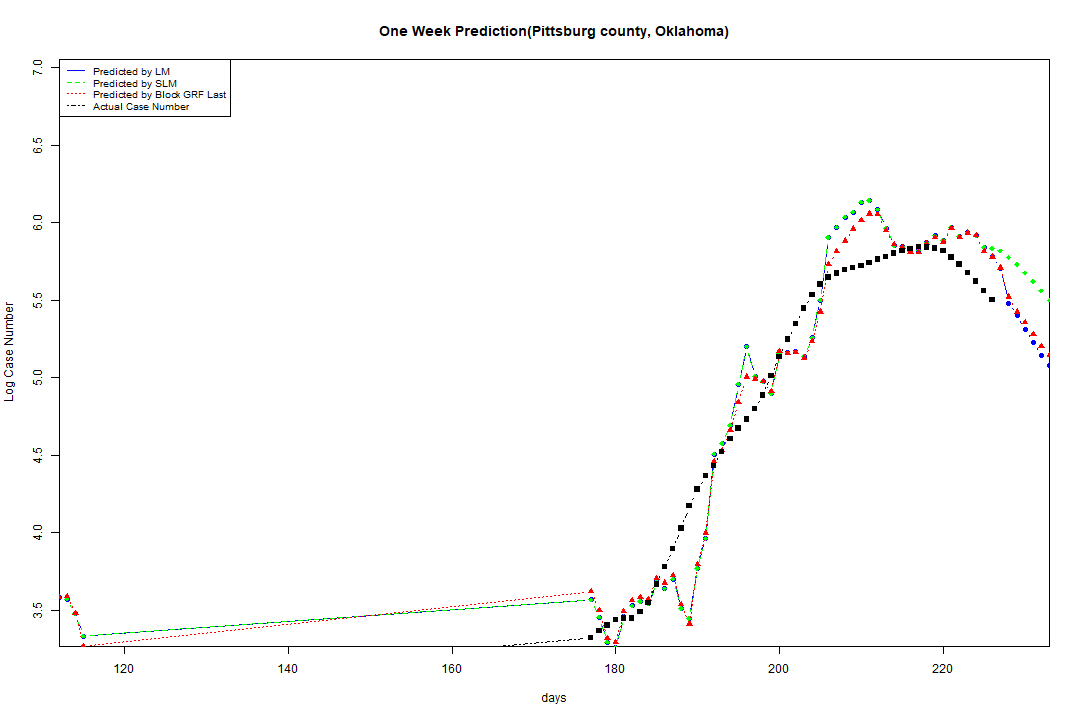 One Week Prediction(Pittsburg county, Oklahoma)
Predicted by LM
Predicted by SLM
Predicted by Block GRF Last
Actual Case Number
7.0
6.5
6.0
5.5
5.0
4.5
4.0
3.5
Log Case Number
120 140 160 180 200 220
days